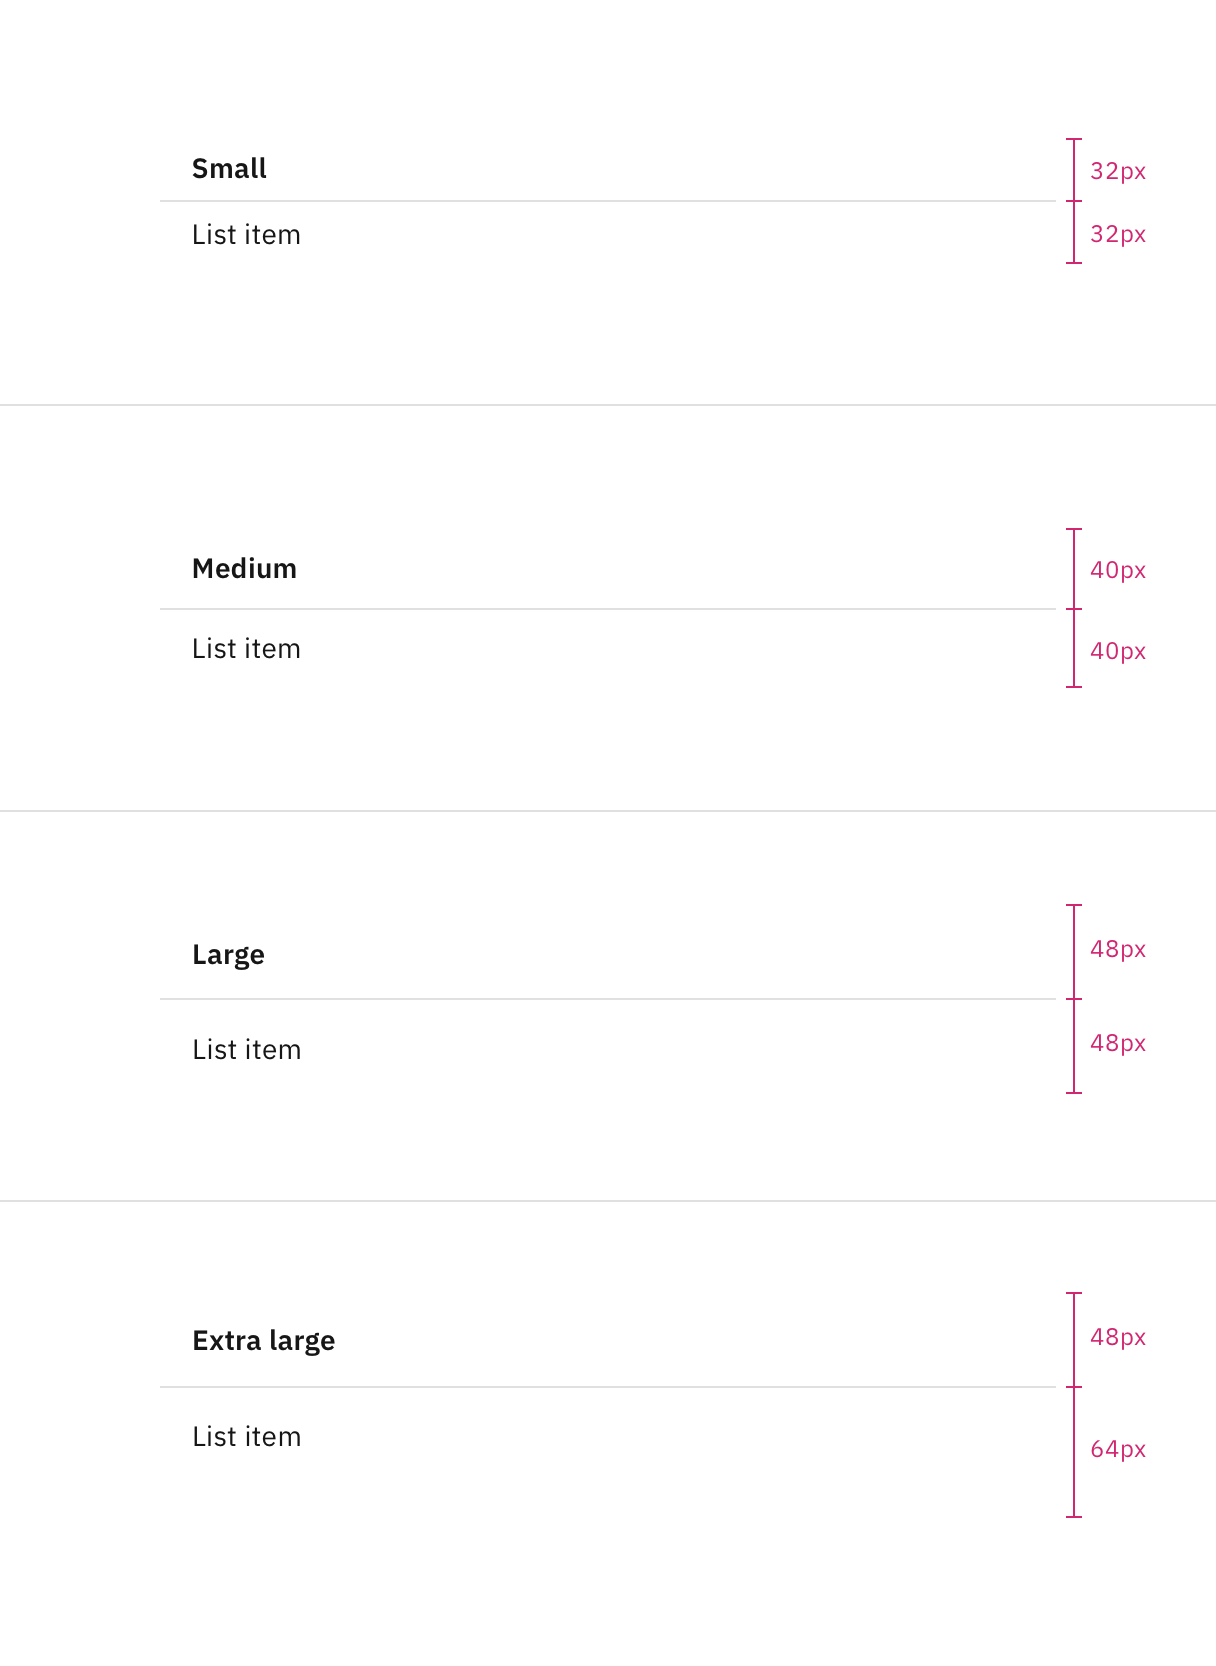 Small
32px
List item
32px
Medium
40px
List item
40px
Large
48px
List item
48px
Extra large
48px
List item
64px